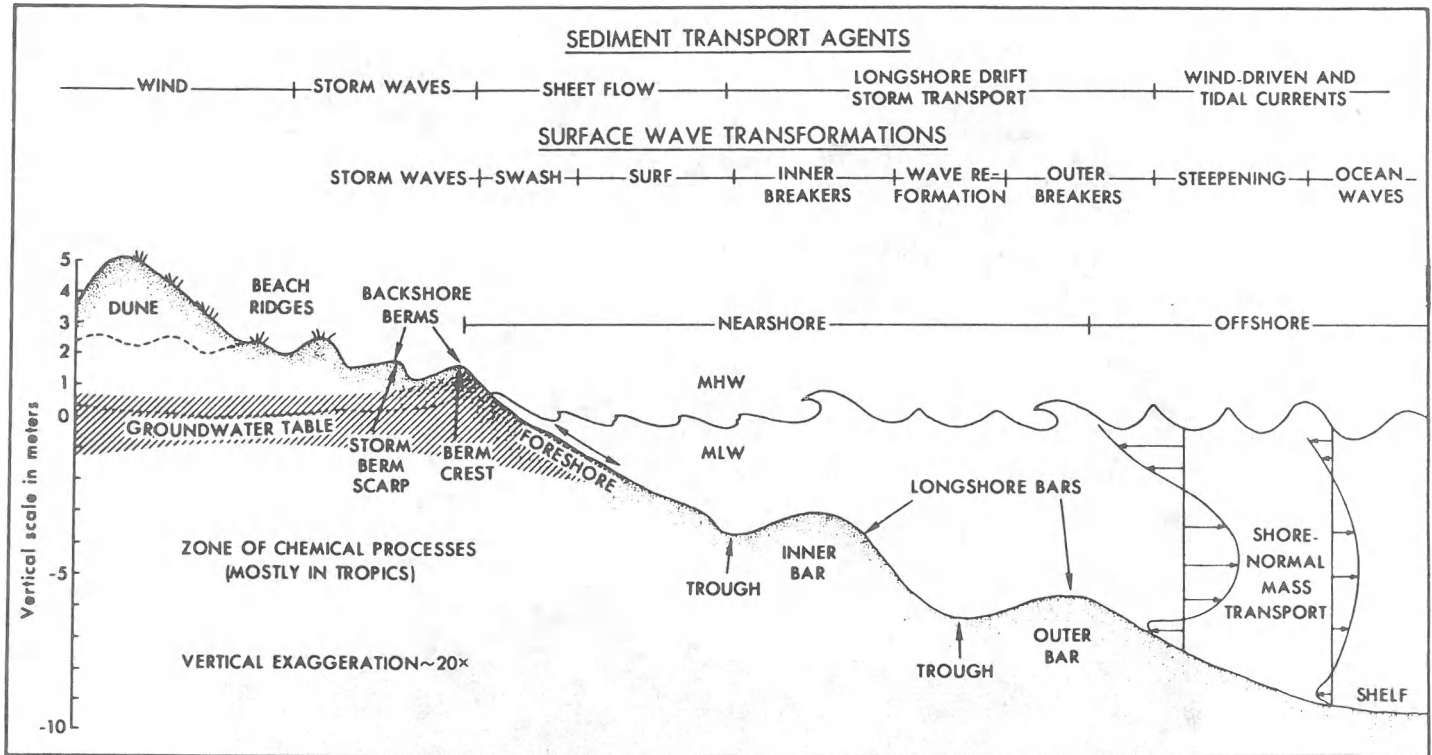 SEDIMENT TRANSPORT AGENTS
WIND
STORM WAVES
SHEET FLOW
LONGSHORE DRIFT
STORM TRANSPORT
WIND-DRIVEN AND
TIDAL CURRENTS
SURFACE WAVE TRANSFORMATIONS
STORM WAVES
SWASH
SURF
INNER
BREAKERS
WAVE RE-
FORMATION
OUTER
BREAKERS
STEEPENING
OCEAN
WAVES
Vertical scale in meters
5
4
3
2
1
0
-5
-10
DUNE
BEACH
RIDGES
BACKSHORE
BERMS
NEARSHORE
OFFSHORE
MHW
MLW
GROUNDWATER TABLE
STORM
BERM
SCARP
BERM
CREST
FORESHORE
LONGSHORE BARS
ZONE OF CHEMICAL PROCESSES
(MOSTLY IN TROPICS)
TROUGH
INNER
BAR
SHORE-
NORMAL
MASS
TRANSPORT
VERTICAL EXAGGERATION~20×
TROUGH
OUTER
BAR
SHELF